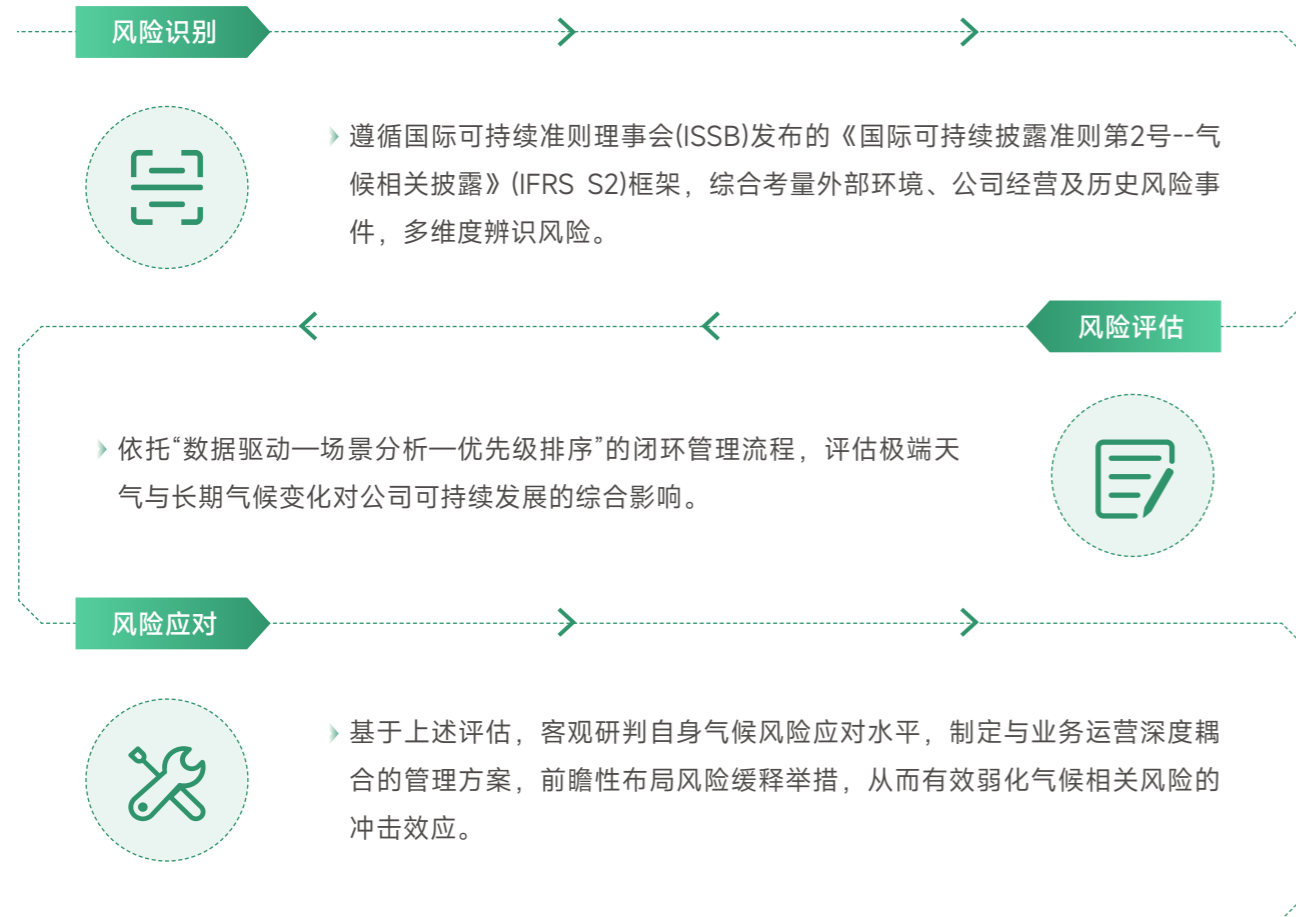 风险识别
遵循国际可持续准则理事会(ISSB)发布的《国际可持续披露准则第2号--气
候相关披露》(IFRS S2)框架，综合考量外部环境、公司经营及历史风险事
件，多维度辨识风险。
风险评估
依托“数据驱动—场景分析—优先级排序”的闭环管理流程，评估极端天
气与长期气候变化对公司可持续发展的综合影响。
风险应对
基于上述评估，客观研判自身气候风险应对水平，制定与业务运营深度耦
合的管理方案，前瞻性布局风险缓释举措，从而有效弱化气候相关风险的
冲击效应。